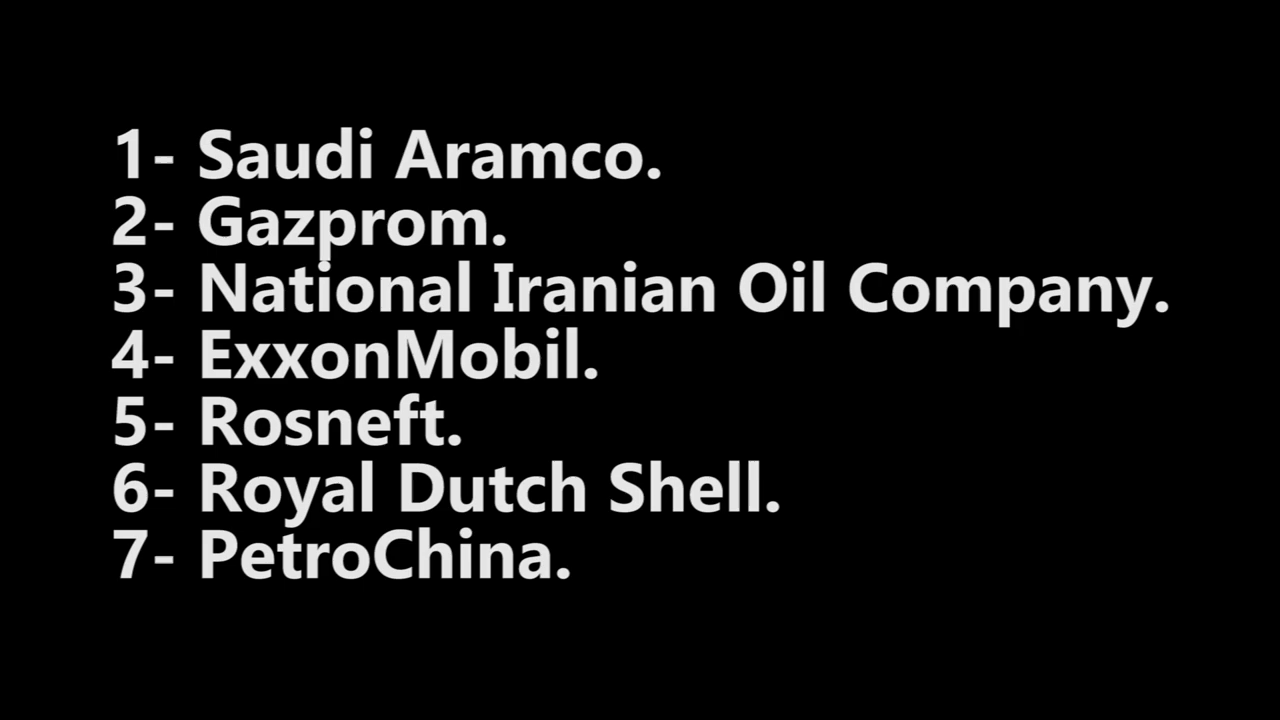 1- Saudi Aramco.
2- Gazprom.
3- National Iranian Oil Company.
4- ExxonMobil.
5- Rosneft.
6- Royal Dutch Shell.
7- PetroChina.